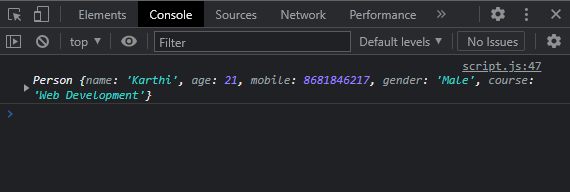 Elements Console Sources Network Performance »
top Filter Default levels No Issues
script.js:47
Person {name: 'Karthi', age: 21, mobile: 8681846217, gender: 'Male', course:
'Web Development'}